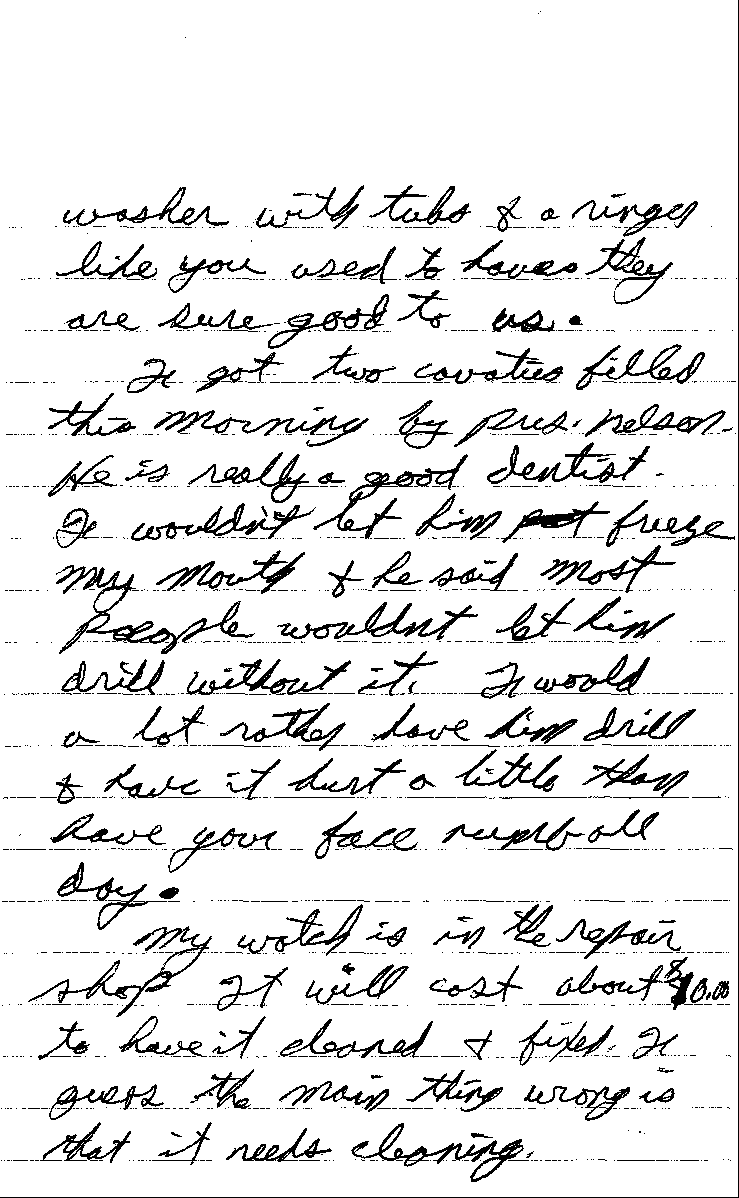 washer with tubs & a ringer
like you used to have they
are sure good to us.
I got two cavaties filled
this morning by pres. nelson.
He is really a good dentist.
I wouldn't let him freeze
my mouth & he said most
people wouldnt let him
drill without it. I would
a lot rather have him drill
& have it hurt a little than
have your face numb all
day.
My watch is in the repair
shop It will cost about $10.00
to have it cleaned & fixed. I
guess the main thing wrong is
that it needs cleaning.